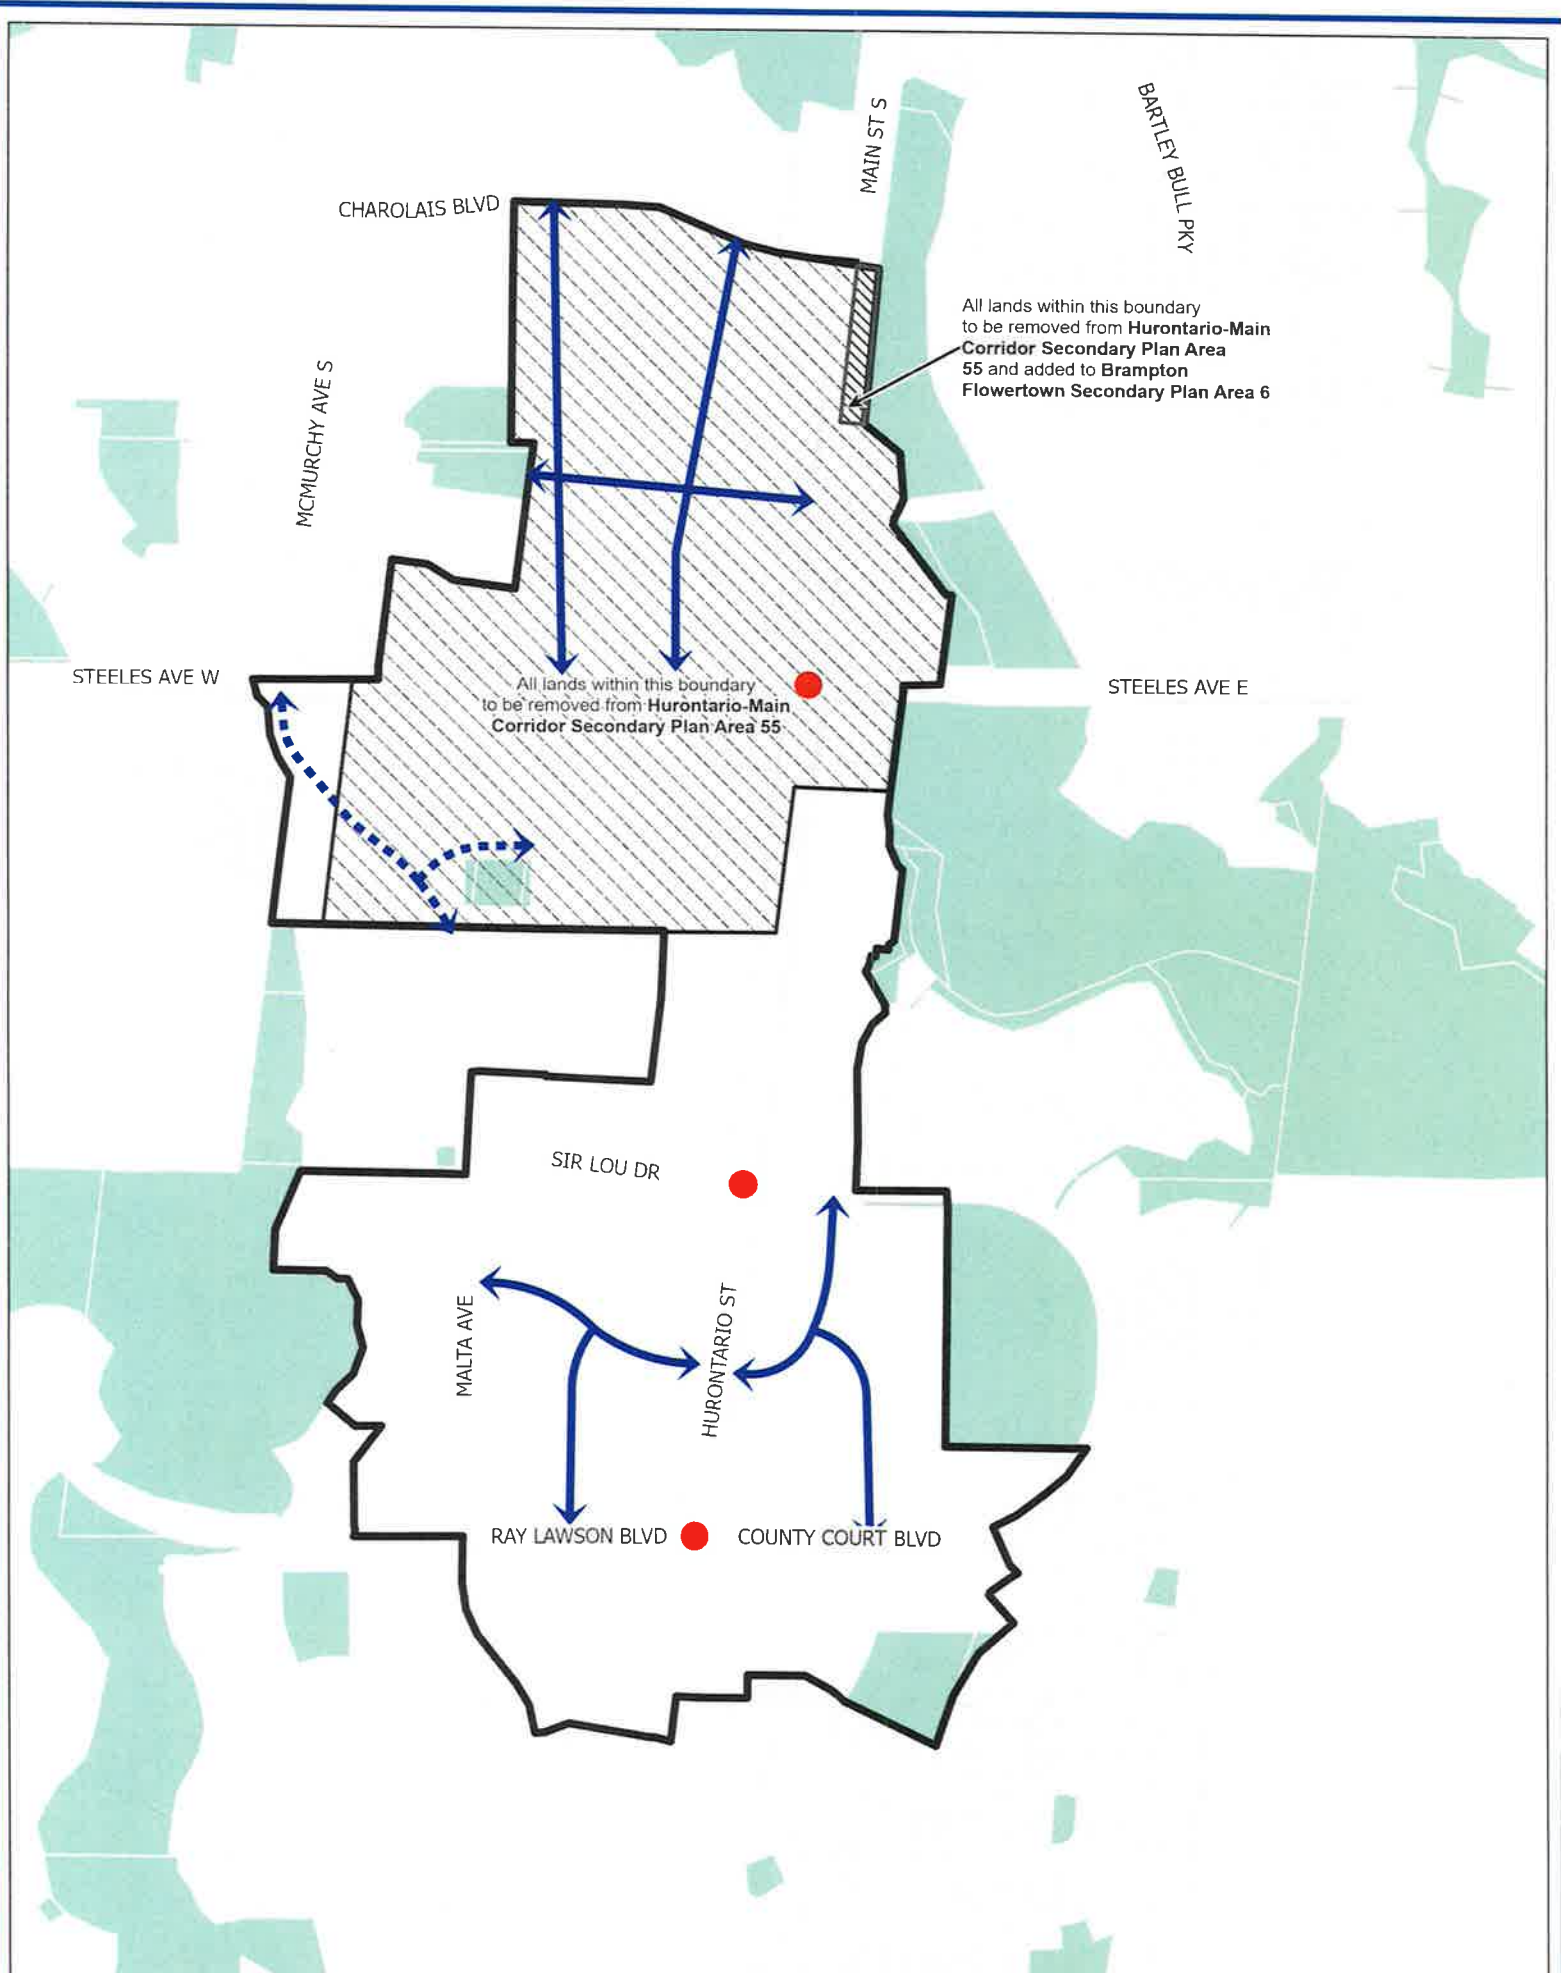 MAIN ST S
BARTLEY BULL PKY
CHAROLAIS BLVD
All lands within this boundary
to be removed from Hurontario-Main
Corridor Secondary Plan Area
55 and added to Brampton
Flowertown Secondary Plan Area 6
MCMURCHY AVE S
STEELES AVE W
All lands within this boundary
to be removed from Hurontario-Main
Corridor Secondary Plan Area 55
STEELES AVE E
SIR LOU DR
MALTA AVE
HURONTARIO ST
RAY LAWSON BLVD
COUNTY COURT BLVD